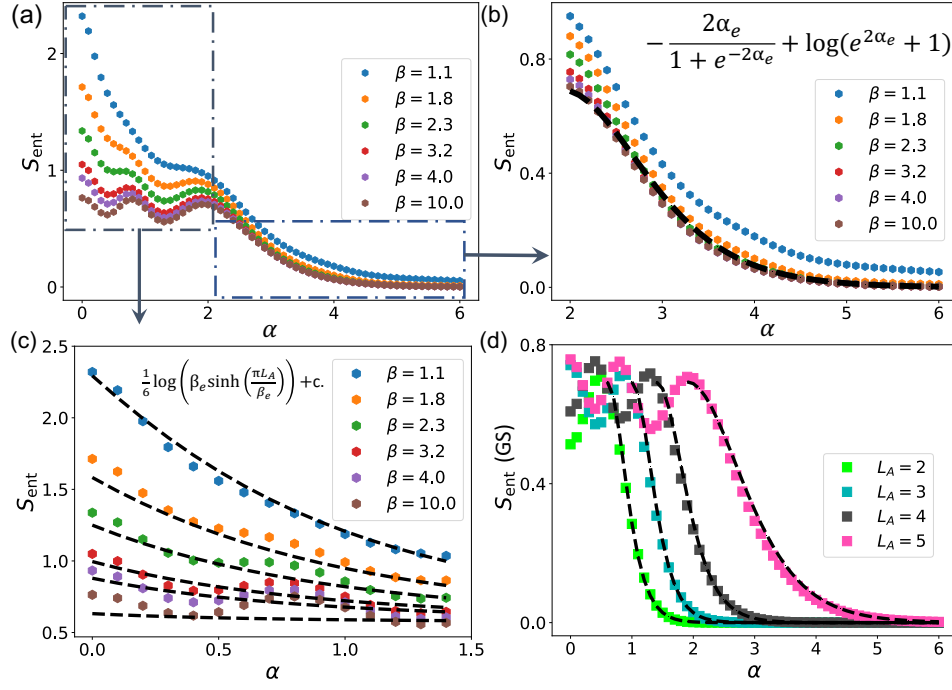 (a)
S_ent
2
1
0
0
2
4
6
α
β = 1.1
β = 1.8
β = 2.3
β = 3.2
β = 4.0
β = 10.0
(b)
−2α_e/(1 + e^{−2α_e}) + log(e^{2α_e} + 1)
S_ent
0.8
0.4
0.0
2
3
4
5
6
α
β = 1.1
β = 1.8
β = 2.3
β = 3.2
β = 4.0
β = 10.0
(c)
1/6 log(β_e sinh(πL_A/β_e)) + c.
S_ent
2.5
2.0
1.5
1.0
0.5
0.0
0.5
1.0
1.5
α
β = 1.1
β = 1.8
β = 2.3
β = 3.2
β = 4.0
β = 10.0
(d)
S_ent (GS)
0.8
0.4
0.0
0
1
2
3
4
5
6
α
L_A = 2
L_A = 3
L_A = 4
L_A = 5